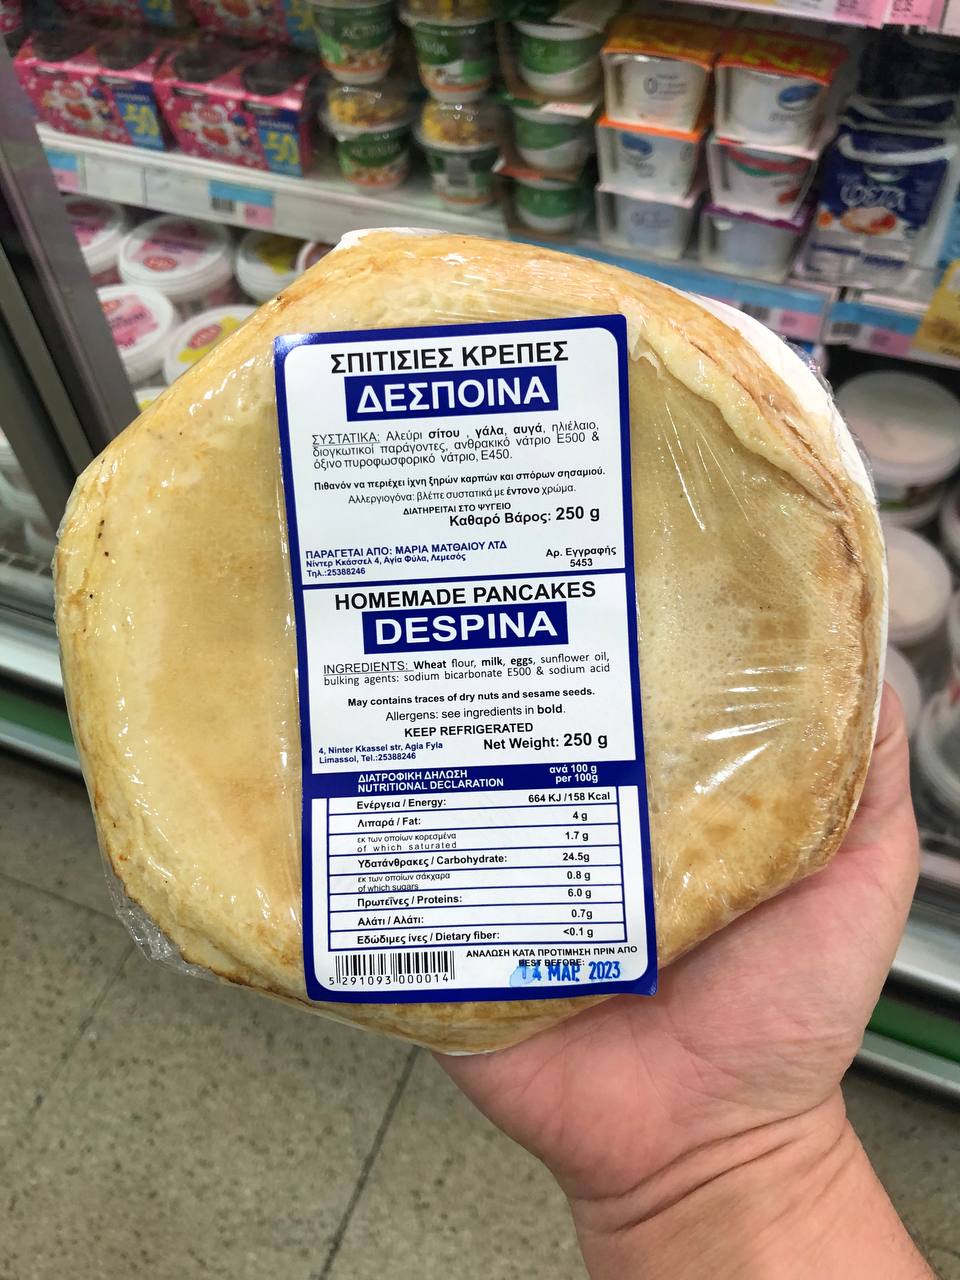 ΣΠΙΤΙΣΙΕΣ ΚΡΕΠΕΣ
ΔΕΣΠΟΙΝΑ
ΣΥΣΤΑΤΙΚΑ: Αλεύρι σίτου , γάλα, αυγά, ηλιέλαιο,
διογκωτικοί παράγοντες, ανθρακικό νάτριο E500 &
όξινο πυροφωσφορικό νάτριο, E450.
Πιθανόν να περιέχει ίχνη ξηρών καρπών και σπόρων σησαμιού.
Αλλεργιογόνα: βλέπε συστατικά με έντονο χρώμα.
ΔΙΑΤΗΡΕΙΤΑΙ ΣΤΟ ΨΥΓΕΙΟ
Καθαρό Βάρος: 250 g
ΠΑΡΑΓΕΤΑΙ ΑΠΟ: ΜΑΡΙΑ ΜΑΤΘΑΙΟΥ ΛΤΔ
Νίντερ Κκάσσελ 4, Αγία Φύλα, Λεμεσός
Τηλ.:25388246
Αρ. Εγγραφής
5453
HOMEMADE PANCAKES
DESPINA
INGREDIENTS: Wheat flour, milk, eggs, sunflower oil,
bulking agents: sodium bicarbonate E500 & sodium acid
May contains traces of dry nuts and sesame seeds.
Allergens: see ingredients in bold.
KEEP REFRIGERATED
4, Ninter Kkassel str, Agia Fyla
Limassol, Tel.:25388246
Net Weight: 250 g
ΔΙΑΤΡΟΦΙΚΗ ΔΗΛΩΣΗ ανά 100 g
NUTRITIONAL DECLARATION per 100g
Ενέργεια / Energy: 664 KJ /158 Kcal
Λιπαρά / Fat: 4 g
εκ των οποίων κορεσμένα
of which saturated 1.7 g
Υδατάνθρακες / Carbohydrate: 24.5g
εκ των οποίων σάκχαρα
of which sugars 0.8 g
Πρωτεΐνες / Proteins: 6.0 g
Αλάτι / Αλάτι: 0.7g
Εδώδιμες ίνες / Dietary fiber: <0.1 g
ΑΝΑΛΩΣΗ ΚΑΤΑ ΠΡΟΤΙΜΗΣΗ ΠΡΙΝ ΑΠΟ
BEST BEFORE:
14 ΜΑΡ 2023
5 291093 000014
φέτα